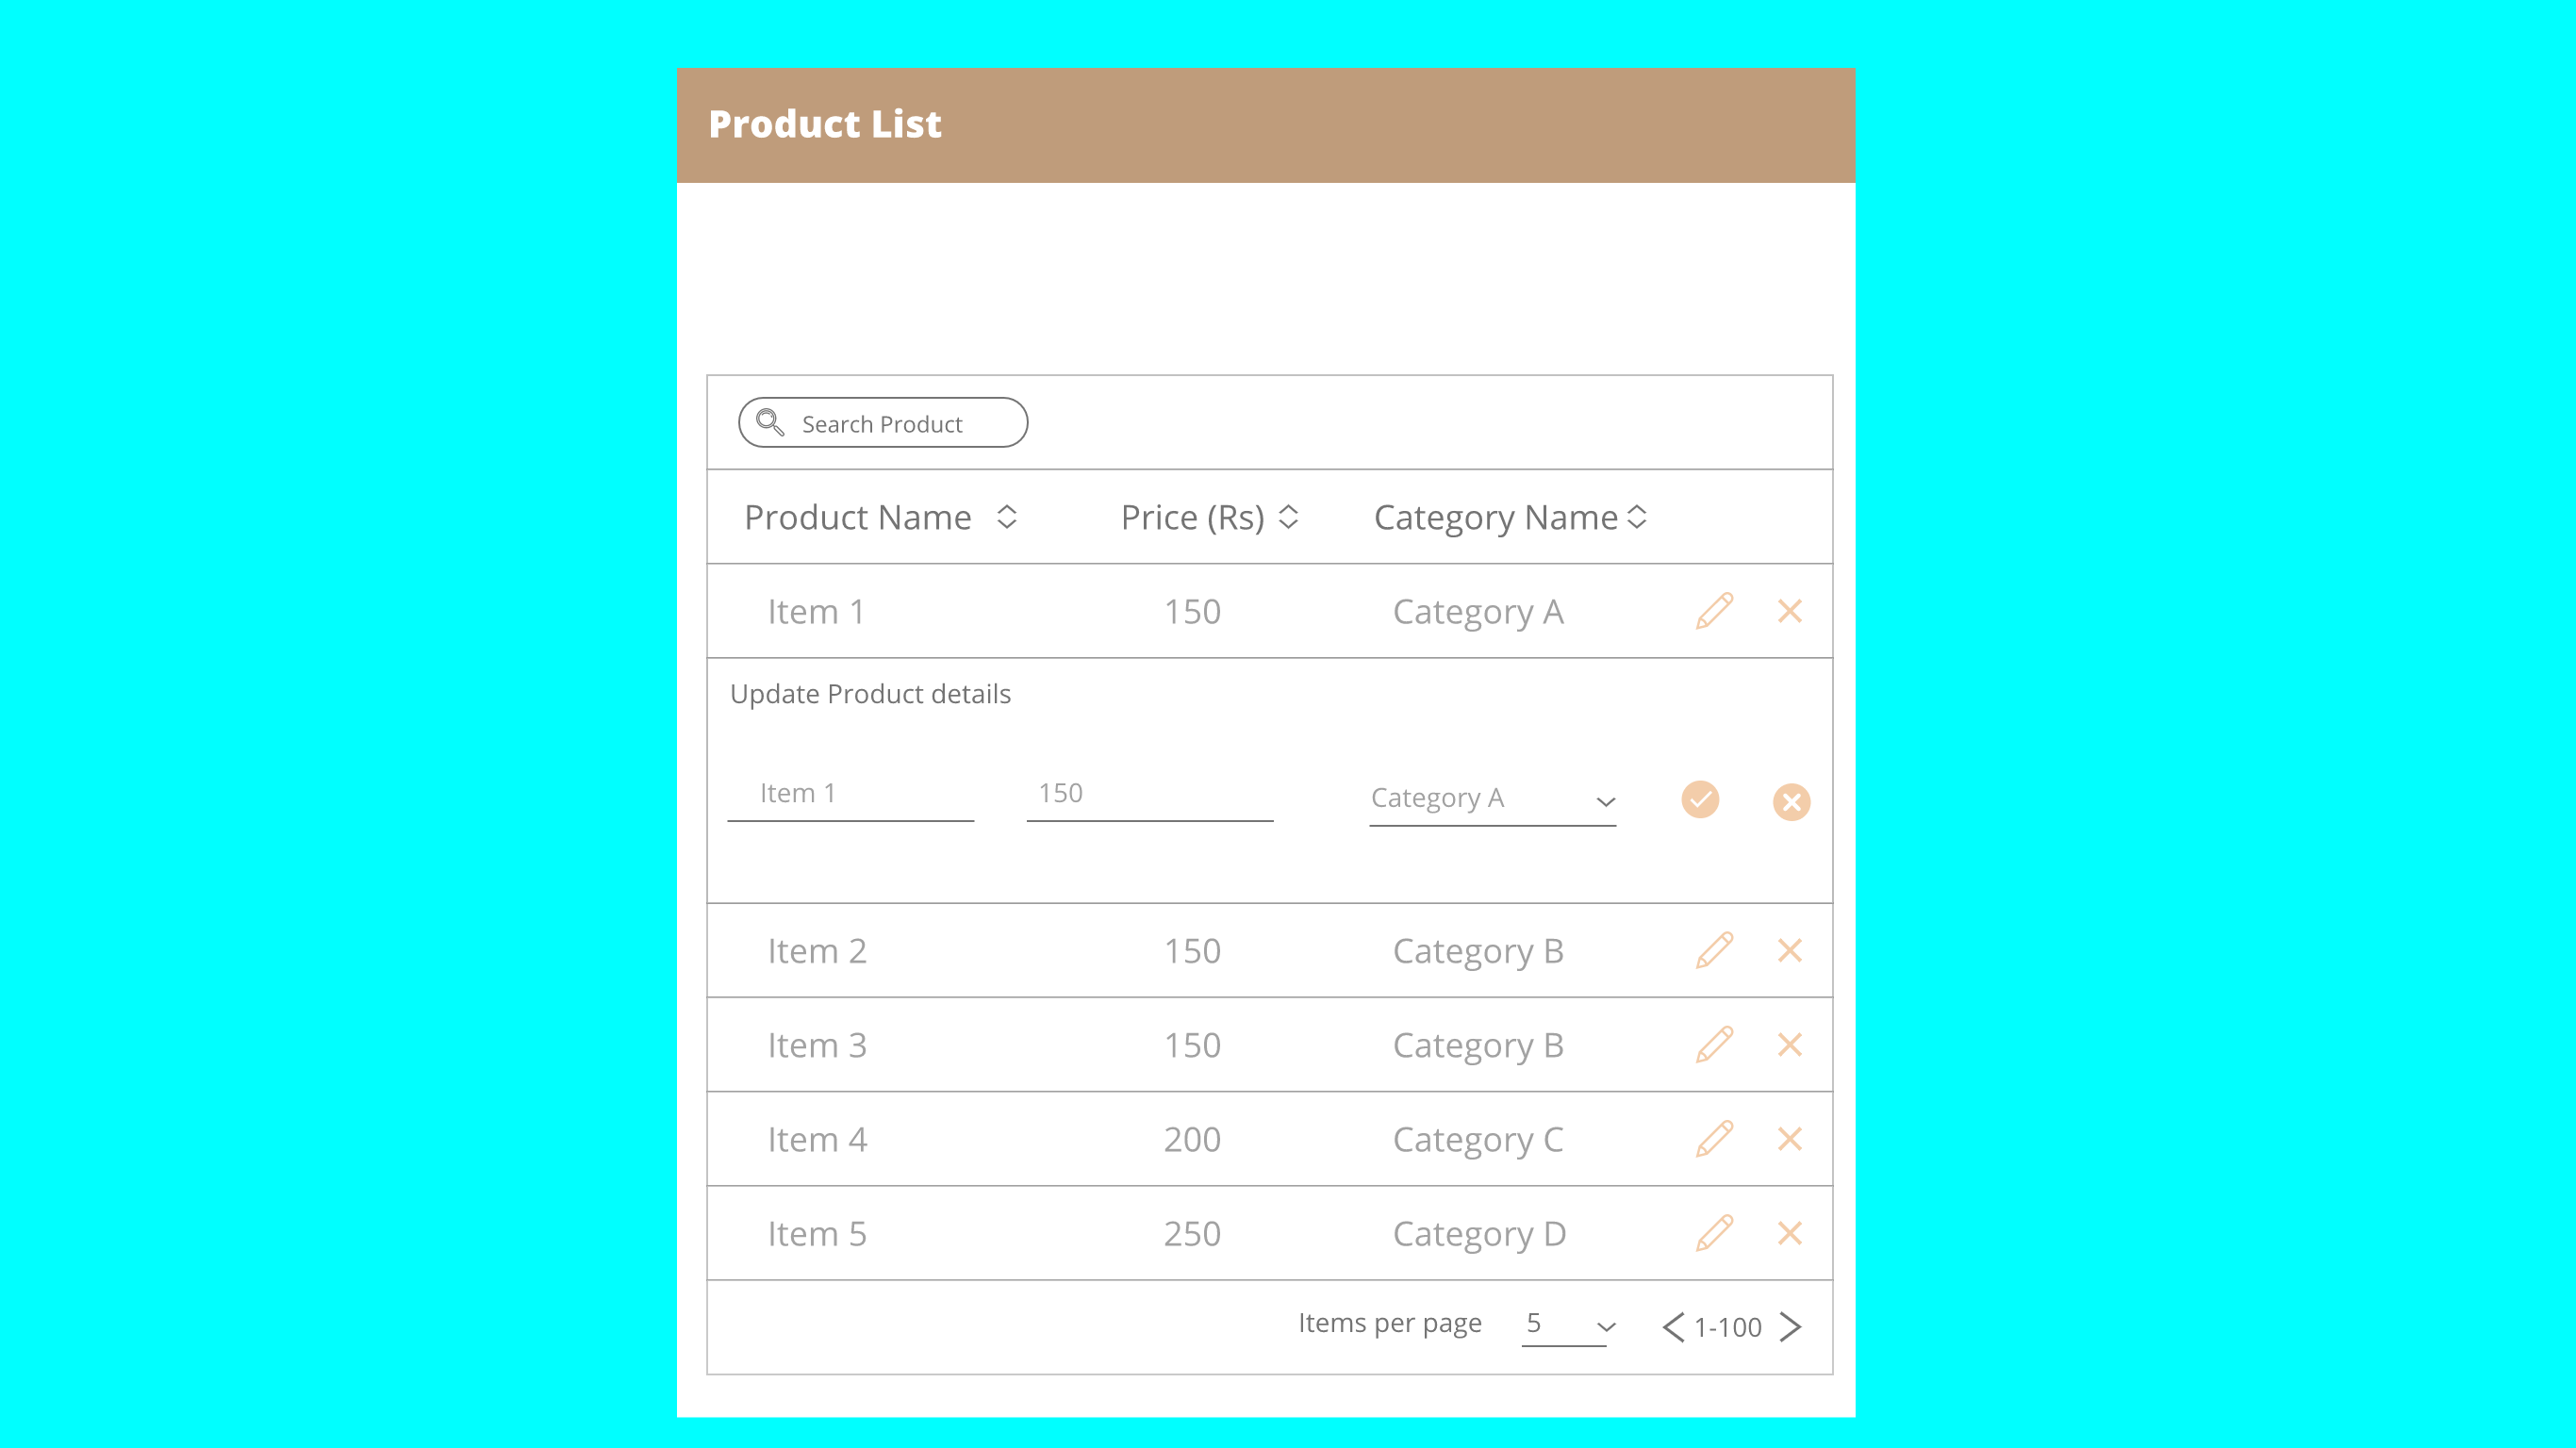 Product List
Search Product
Product Name Price (Rs) Category Name
Item 1 150 Category A
Update Product details
Item 1 150 Category A
Item 2 150 Category B
Item 3 150 Category B
Item 4 200 Category C
Item 5 250 Category D
Items per page 5 1-100